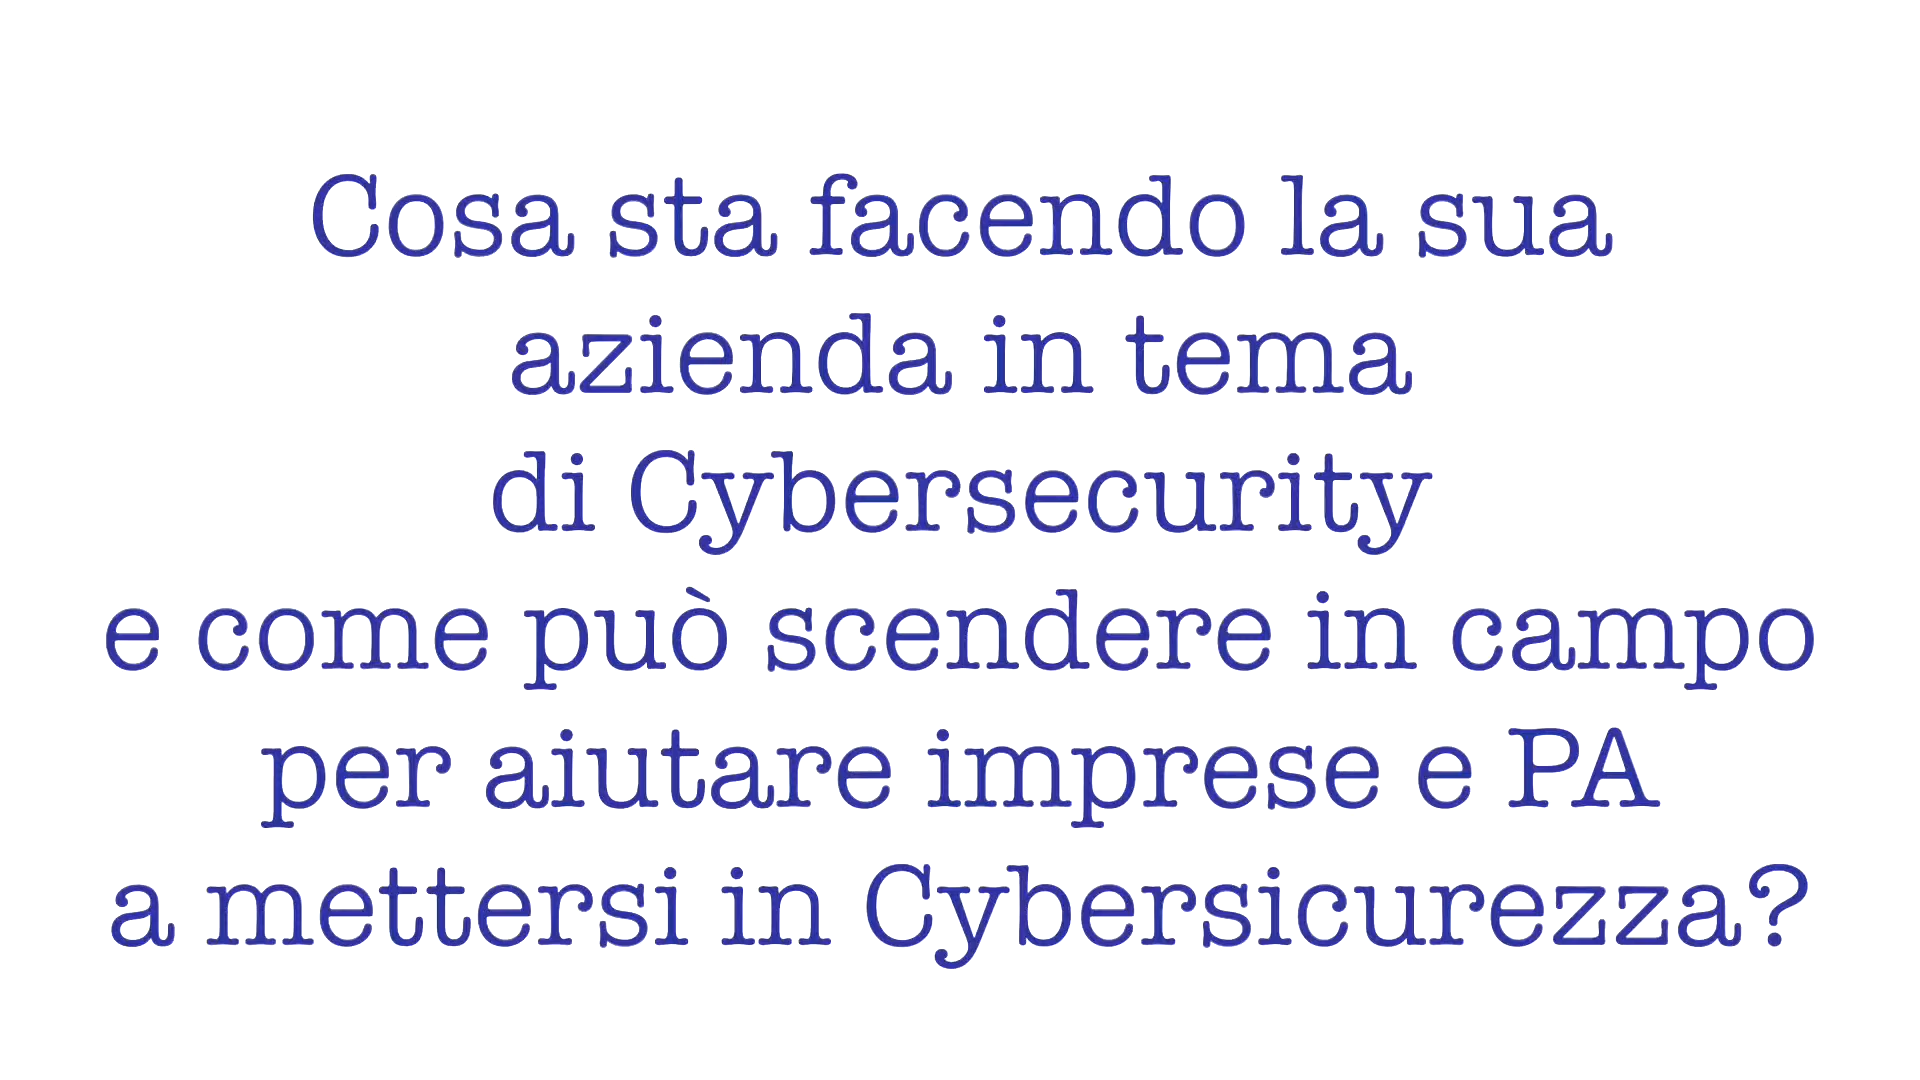 Cosa sta facendo la sua
azienda in tema
di Cybersecurity
e come può scendere in campo
per aiutare imprese e PA
a mettersi in Cybersicurezza?